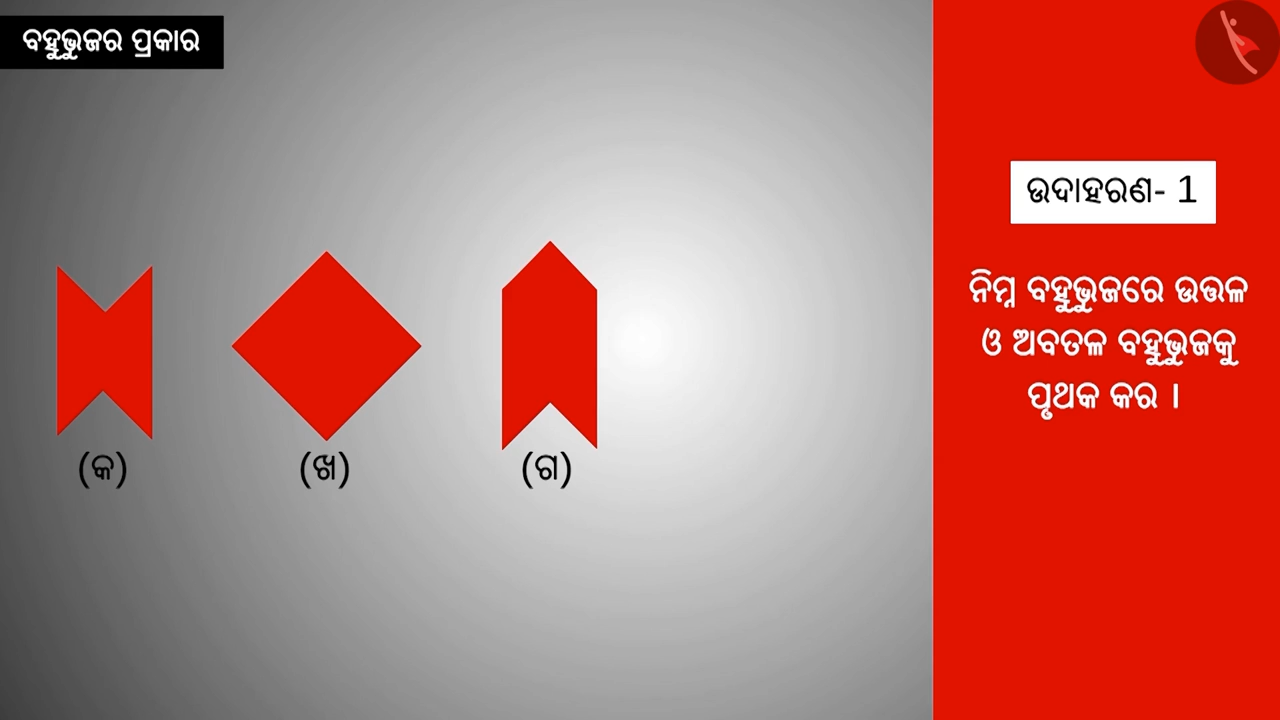 ବହୁଭୁଜର ପ୍ରକାର
ଉଦାହରଣ- 1
ନିମ୍ନ ବହୁଭୁଜରେ ଉତ୍ତଳ
ଓ ଅବତଳ ବହୁଭୁଜକୁ
ପୃଥକ କର ।
(କ) (ଖ) (ଗ)